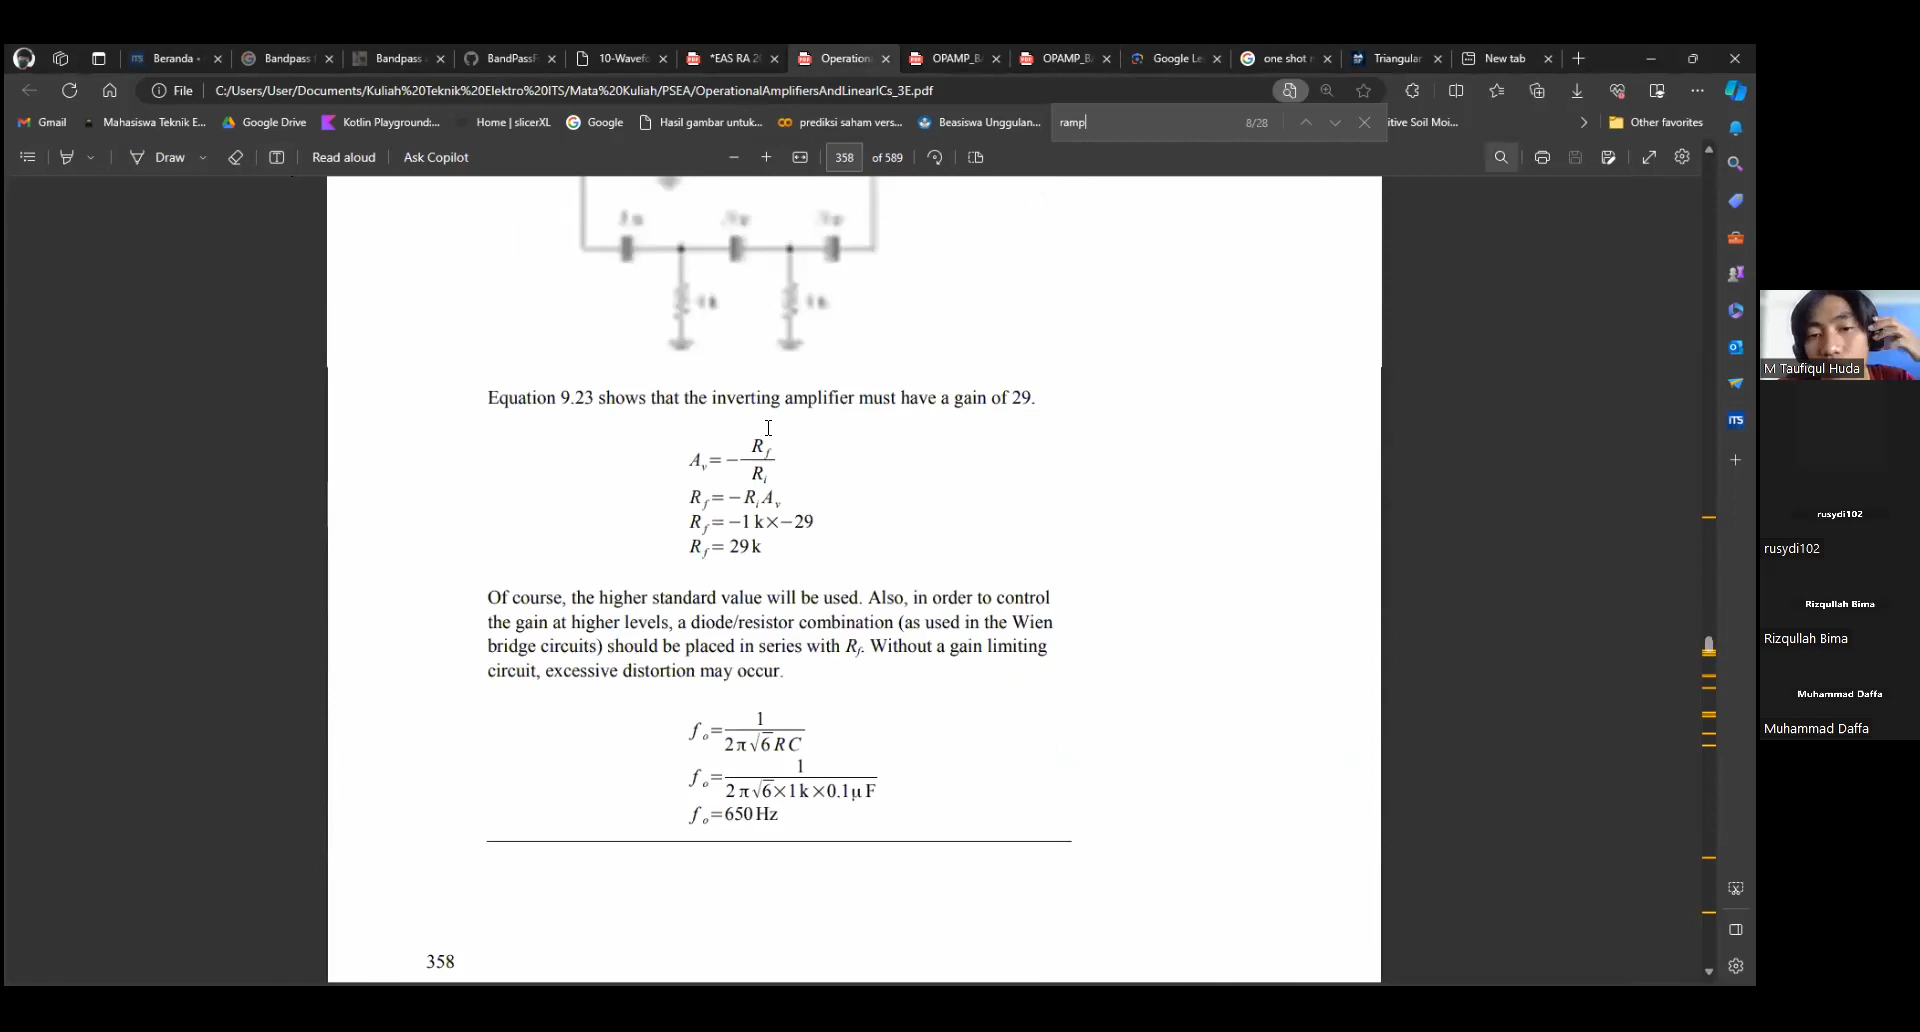 Beranda -
Bandpass
Bandpass
BandPassF
10-Wavefo
*EAS RA 2
Operation
OPAMP_B
OPAMP_B
Google Le
one shot
Triangular
New tab
File
C:/Users/User/Documents/Kuliah%20Teknik%20Elektro%20ITS/Mata%20Kuliah/PSEA/OperationalAmplifiersAndLinearICs_3E.pdf
Gmail
Mahasiswa Teknik E...
Google Drive
Kotlin Playground:...
Home | slicerXL
Google
Hasil gambar untuk...
prediksi saham vers...
Beasiswa Unggulan...
ramp
8/28
itive Soil Moi...
Other favorites
Draw
Read aloud
Ask Copilot
358 of 589
Equation 9.23 shows that the inverting amplifier must have a gain of 29.
A_v = − R_f / R_i
R_f = −R_i A_v
R_f = −1 k×−29
R_f = 29 k
Of course, the higher standard value will be used. Also, in order to control
the gain at higher levels, a diode/resistor combination (as used in the Wien
bridge circuits) should be placed in series with R_f. Without a gain limiting
circuit, excessive distortion may occur.
f_o = 1 / 2π√6 R C
f_o = 1 / 2π√6×1 k×0.1 µ F
f_o = 650 Hz
358
M Taufiqul Huda
rusydi102
rusydi102
Rizqullah Bima
Rizqullah Bima
Muhammad Daffa
Muhammad Daffa
ITS